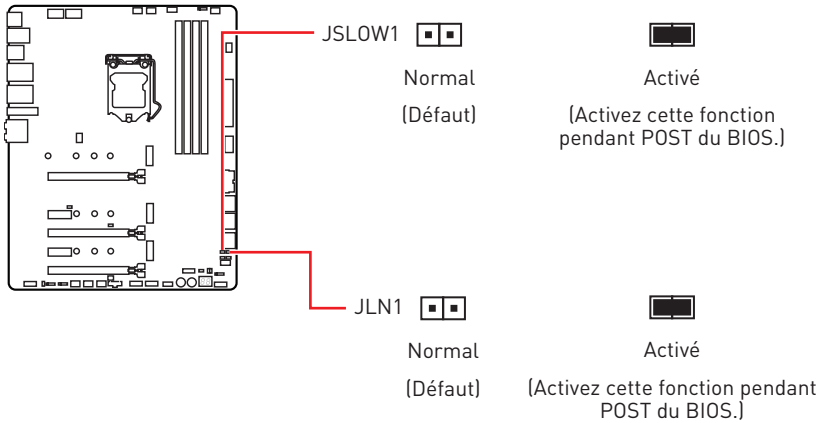 JSLOW1
Normal
(Défaut)
Activé
(Activez cette fonction
pendant POST du BIOS.)
JLN1
Normal
(Défaut)
Activé
(Activez cette fonction pendant
POST du BIOS.)